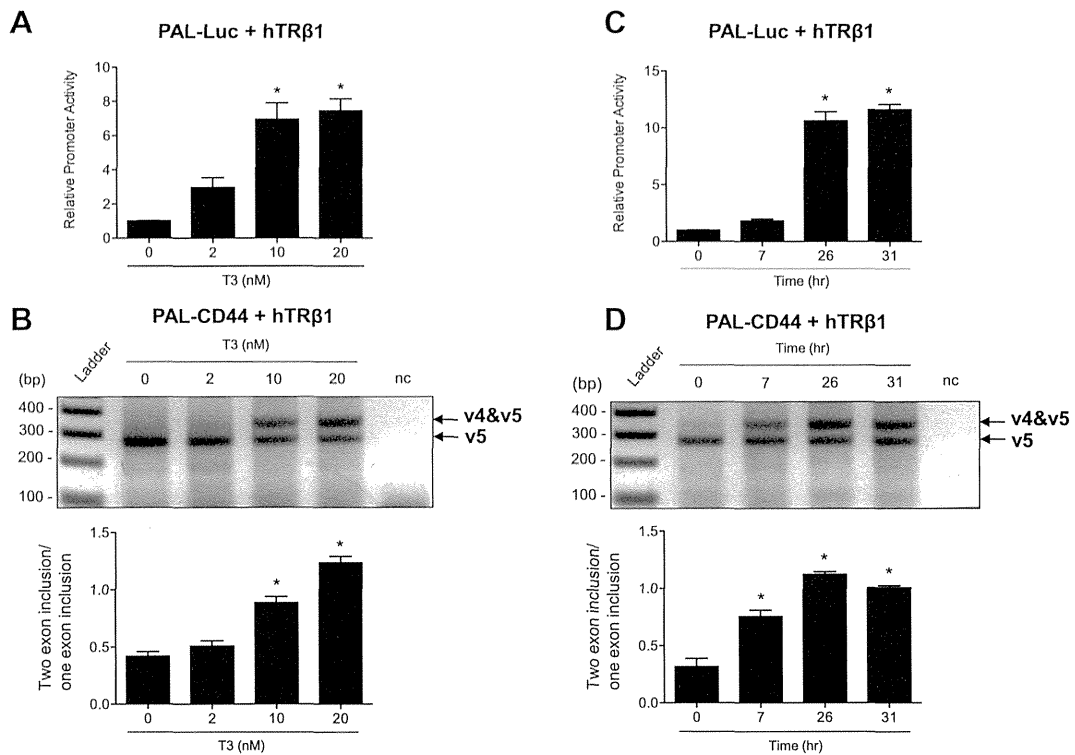 A
PAL-Luc + hTRβ1
Relative Promoter Activity
10
8
6
4
2
0
0 2 10 20
* *
T3 (nM)
B
PAL-CD44 + hTRβ1
T3 (nM)
(bp) Ladder 0 2 10 20 nc
400 -
300 -
200 -
100 -
v4&v5
v5
Two exon inclusion/
one exon inclusion
1.5
1.0
0.5
0.0
* *
0 2 10 20
T3 (nM)
C
PAL-Luc + hTRβ1
Relative Promoter Activity
15
10
5
0
* *
0 7 26 31
Time (hr)
D
PAL-CD44 + hTRβ1
Time (hr)
(bp) Ladder 0 7 26 31 nc
400 -
300 -
200 -
100 -
v4&v5
v5
Two exon inclusion/
one exon inclusion
1.5
1.0
0.5
0.0
* * *
0 7 26 31
Time (hr)